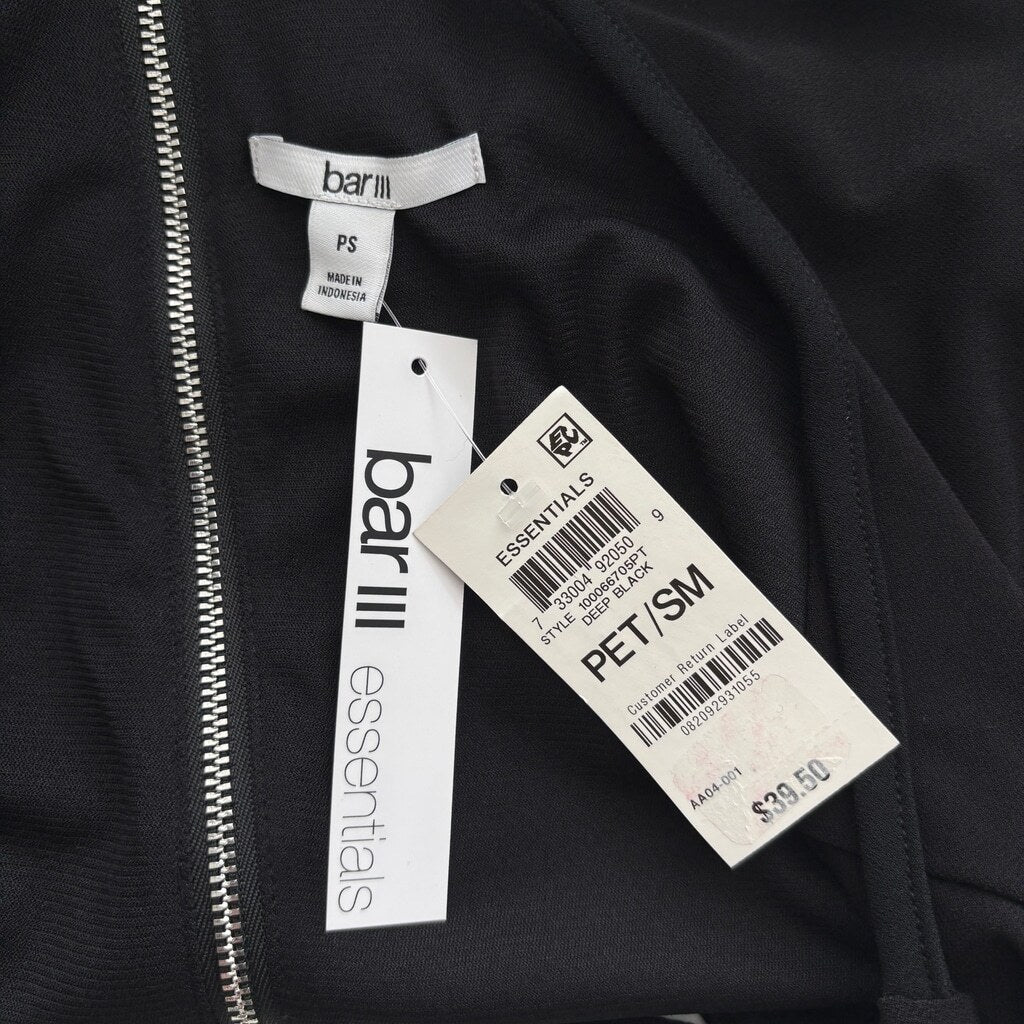 bar III
PS
MADE IN
INDONESIA
bar III essentials
EPC™
ESSENTIALS
7 33004 92050 9
STYLE 100066705PT
DEEP BLACK
PET/SM
Customer Return Label
082092931055
AA04-001
$39.50